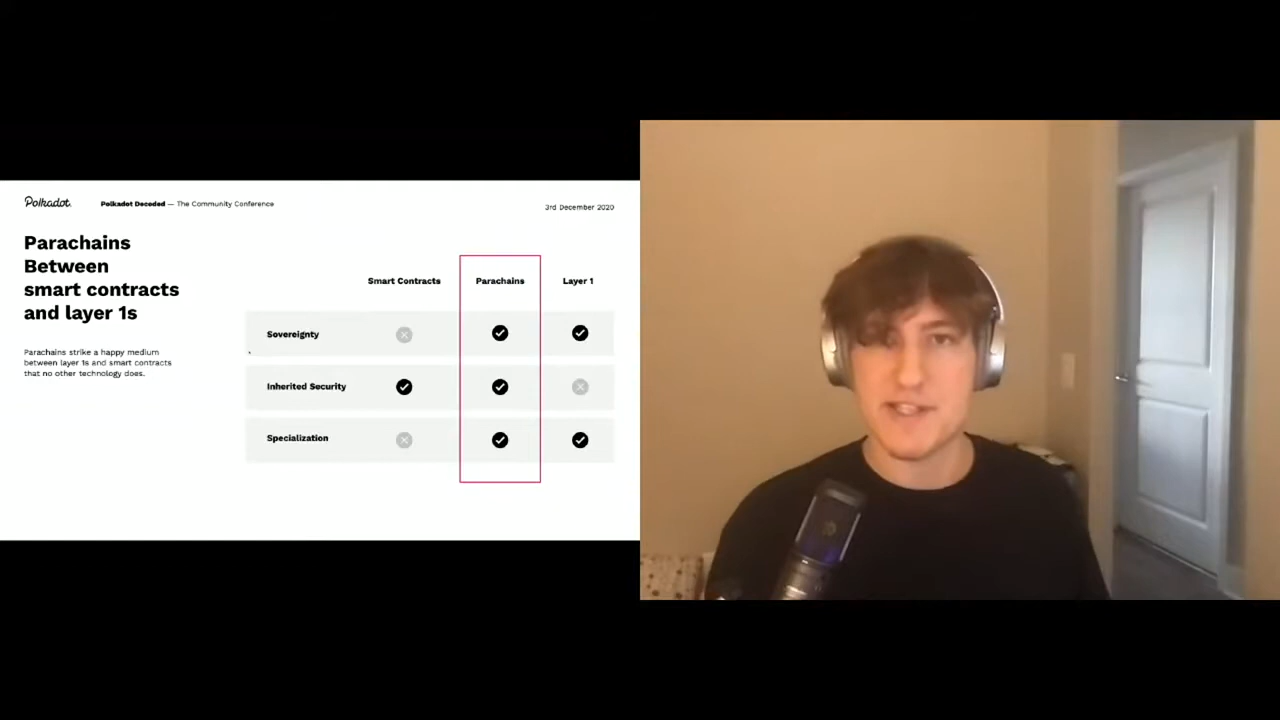 Polkadot.
Polkadot Decoded — The Community Conference
3rd December 2020
Parachains
Between
smart contracts
and layer 1s
Parachains strike a happy medium
between layer 1s and smart contracts
that no other technology does.
Smart Contracts Parachains Layer 1
Sovereignty
Inherited Security
Specialization